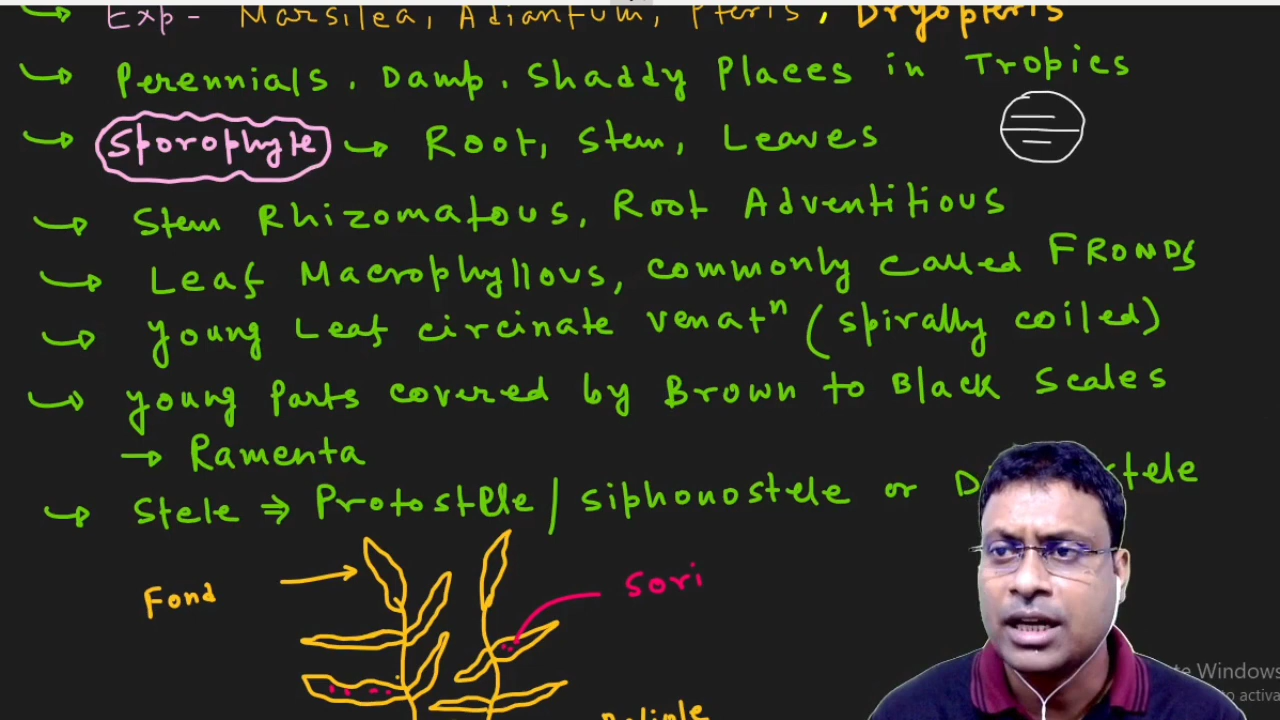 Exp - Marsilea, Adiantum, Pteris, Dryopteris
Perennials. Damp. Shaddy Places in Tropics
Sporophyte → Root, Stem, Leaves
Stem Rhizomatous, Root Adventitious
Leaf Macrophyllous, commonly called FRONDS
young Leaf circinate venatⁿ (spirally coiled)
young Parts covered by Brown to Black Scales
→ Ramenta
Stele ⇒ Protostele / siphonostele or
Fond
Sori
Windows